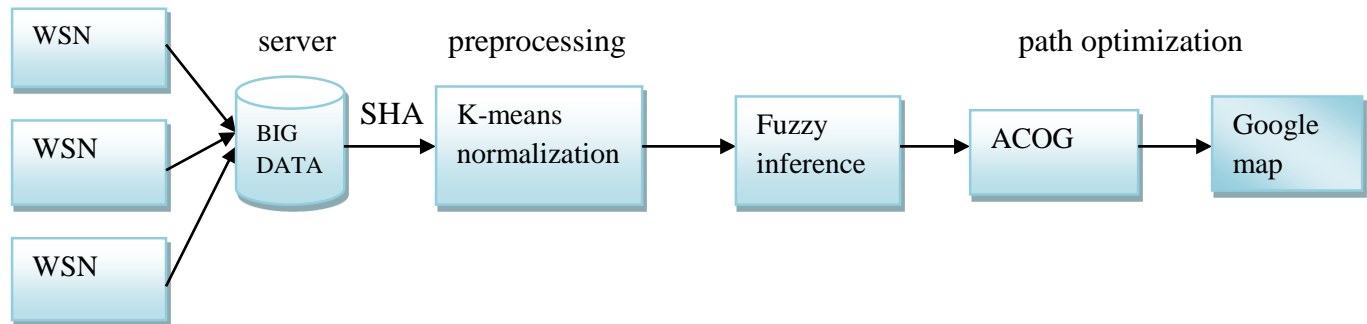 WSN
WSN
WSN
server
BIG
DATA
SHA
preprocessing
K-means
normalization
Fuzzy
inference
path optimization
ACOG
Google
map